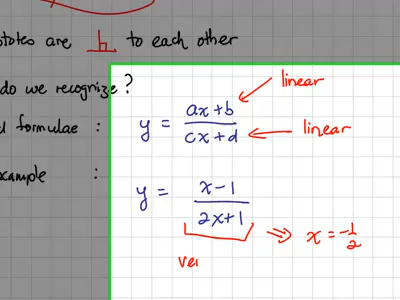 totes are b to each other
do we recognize?
d formulae :
y = ax+b / cx+d
linear
linear
xample :
y = x-1 / 2x+1 ⇒ x = -1/2
ver